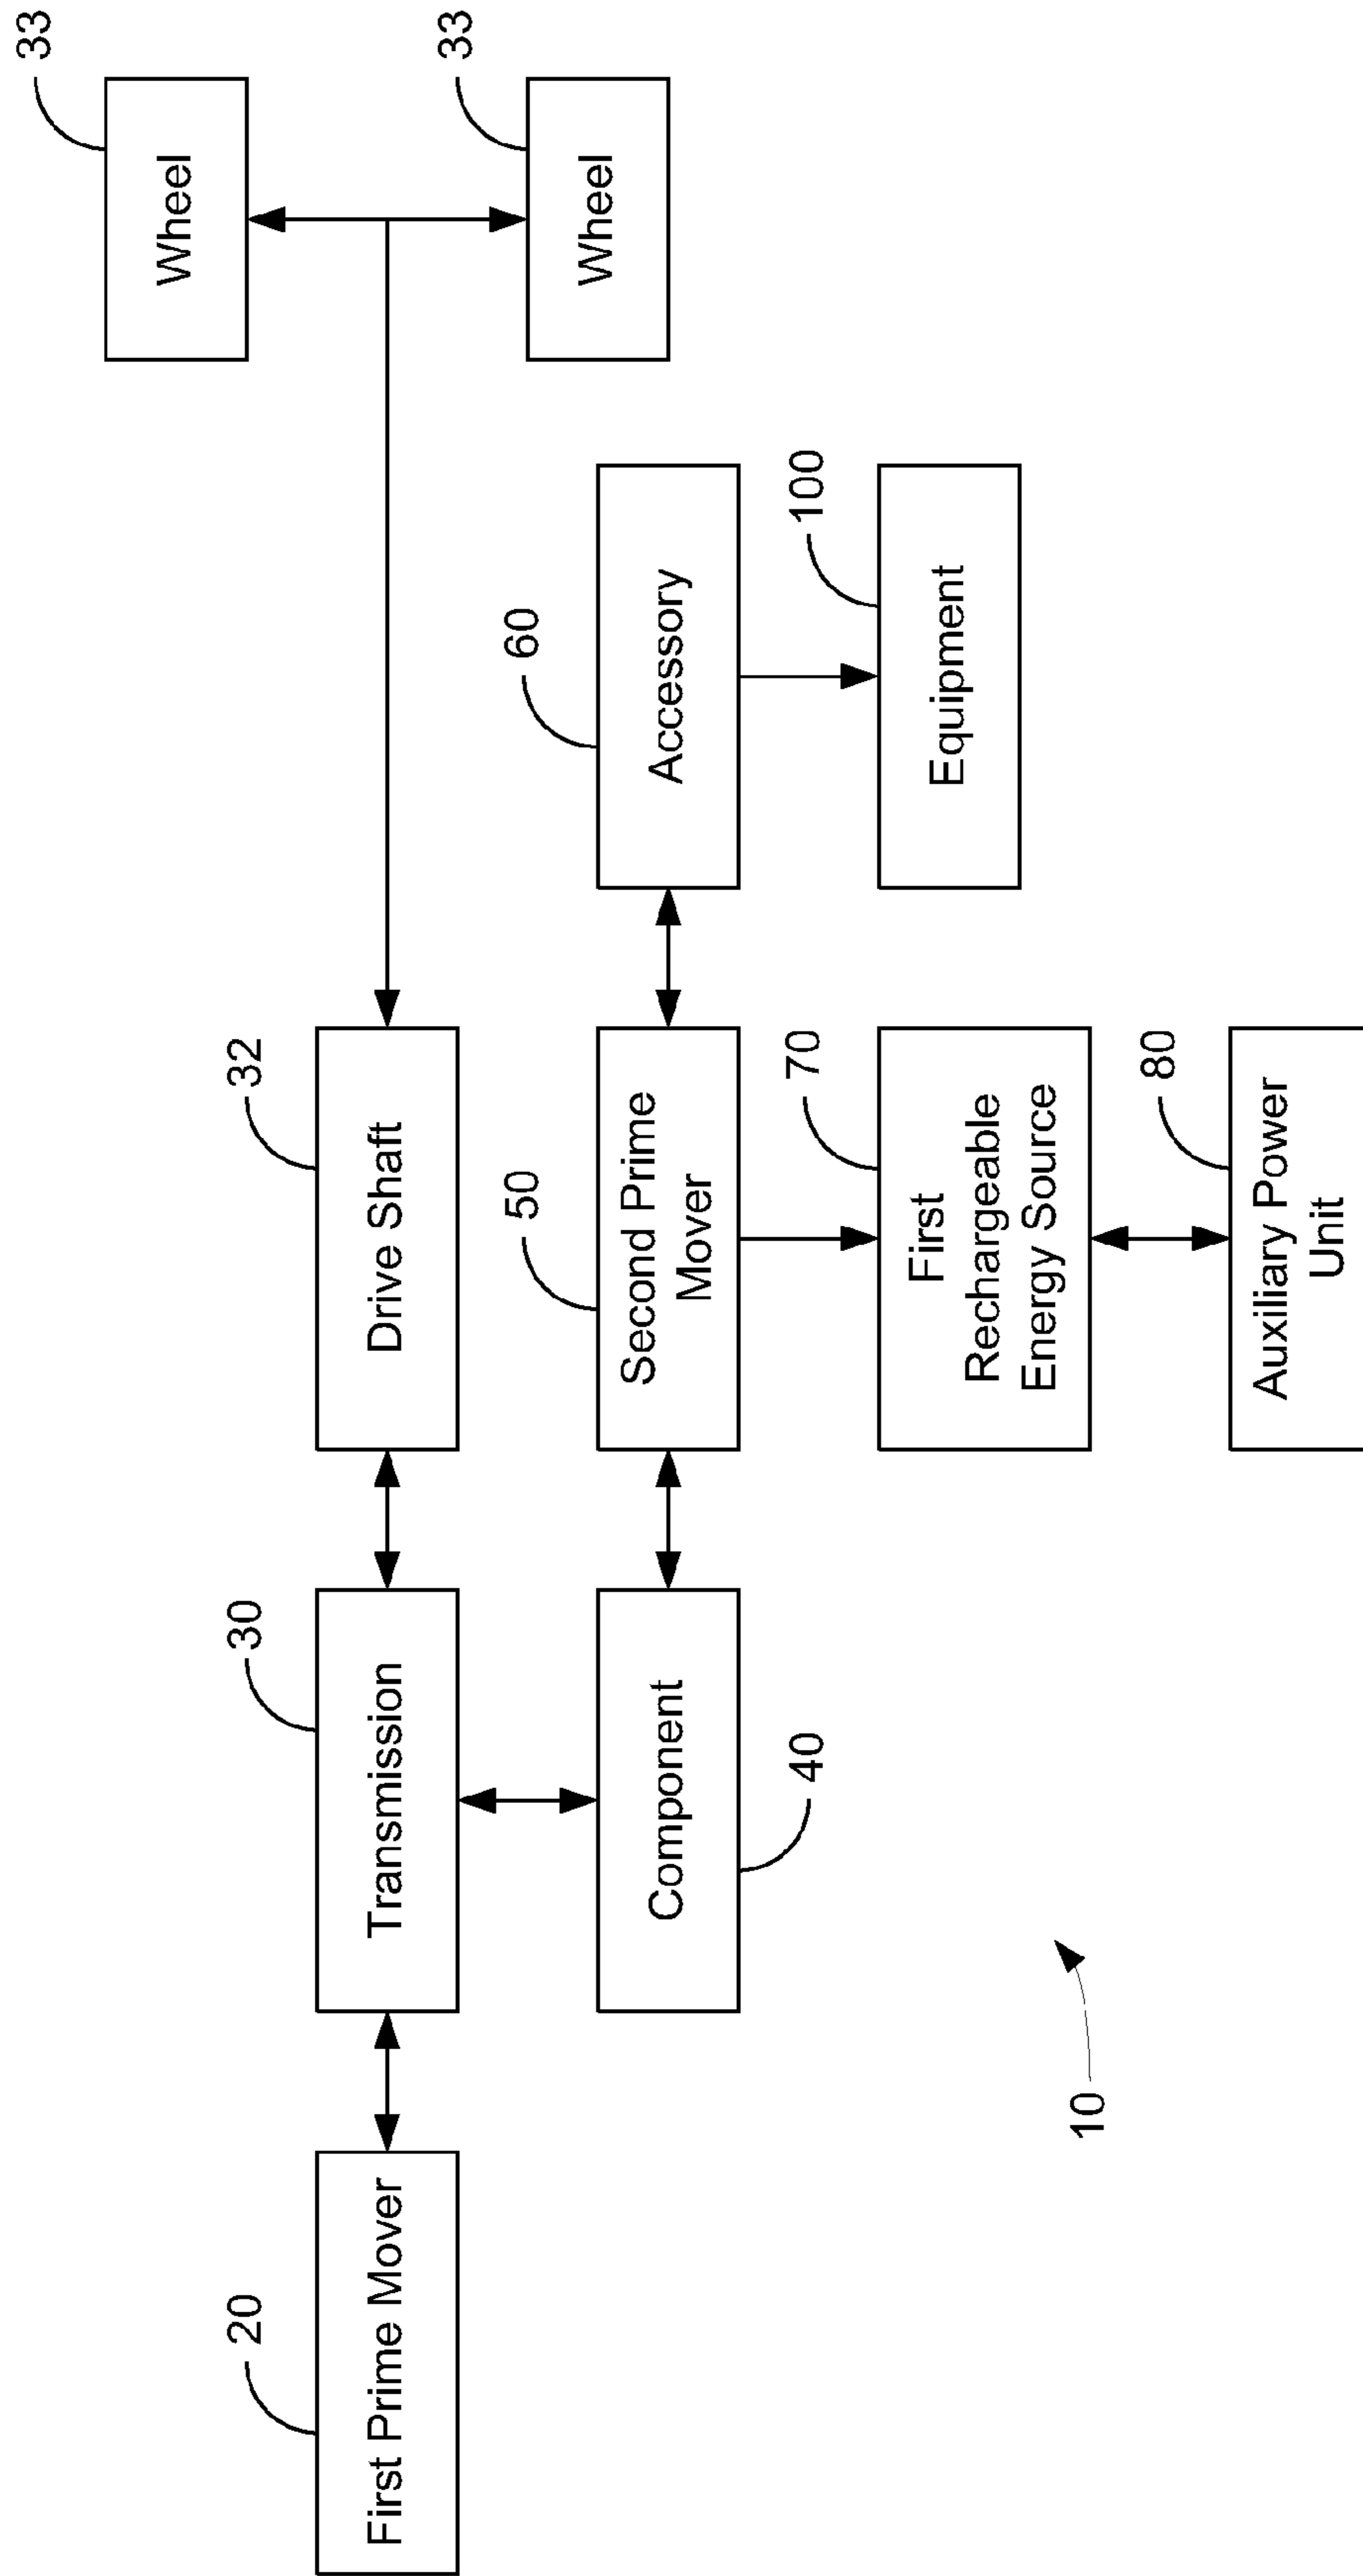 33
Wheel
33
Wheel
20
First Prime Mover
30
Transmission
32
Drive Shaft
40
Component
50
Second Prime
Mover
60
Accessory
70
First
Rechargeable
Energy Source
100
Equipment
80
Auxiliary Power
Unit
10